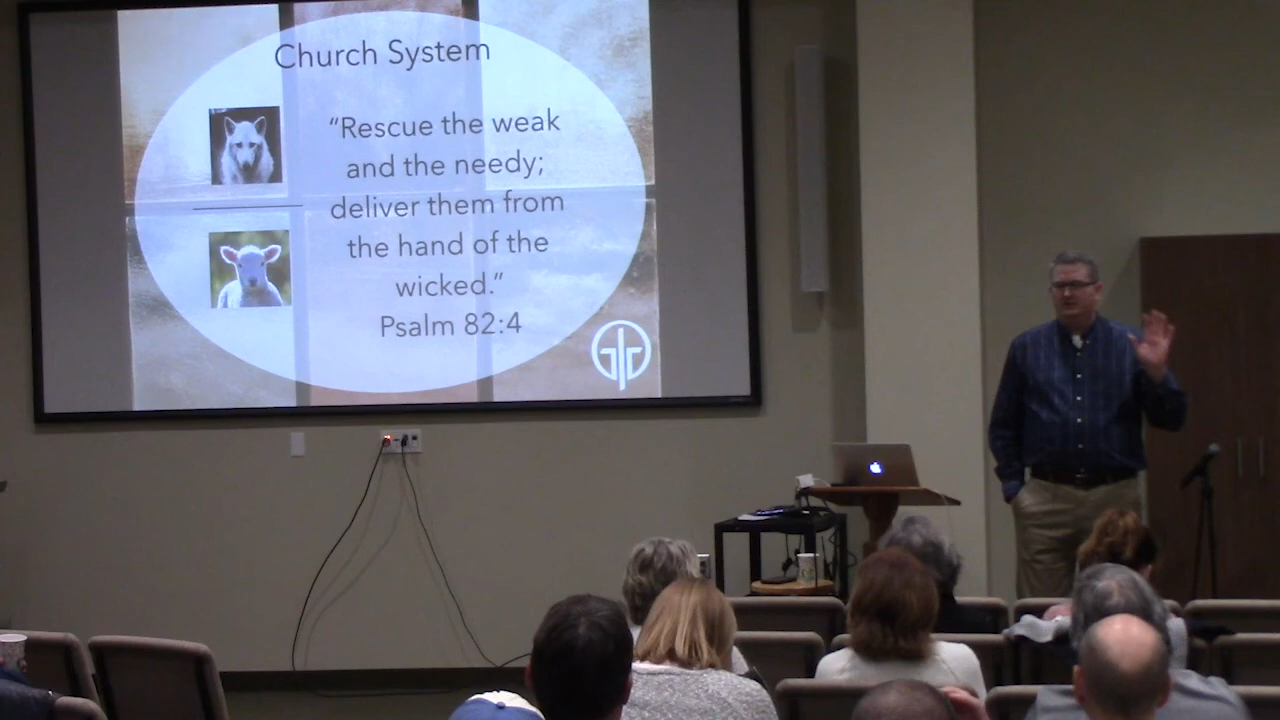 Church System
“Rescue the weak
and the needy;
deliver them from
the hand of the
wicked.”
Psalm 82:4